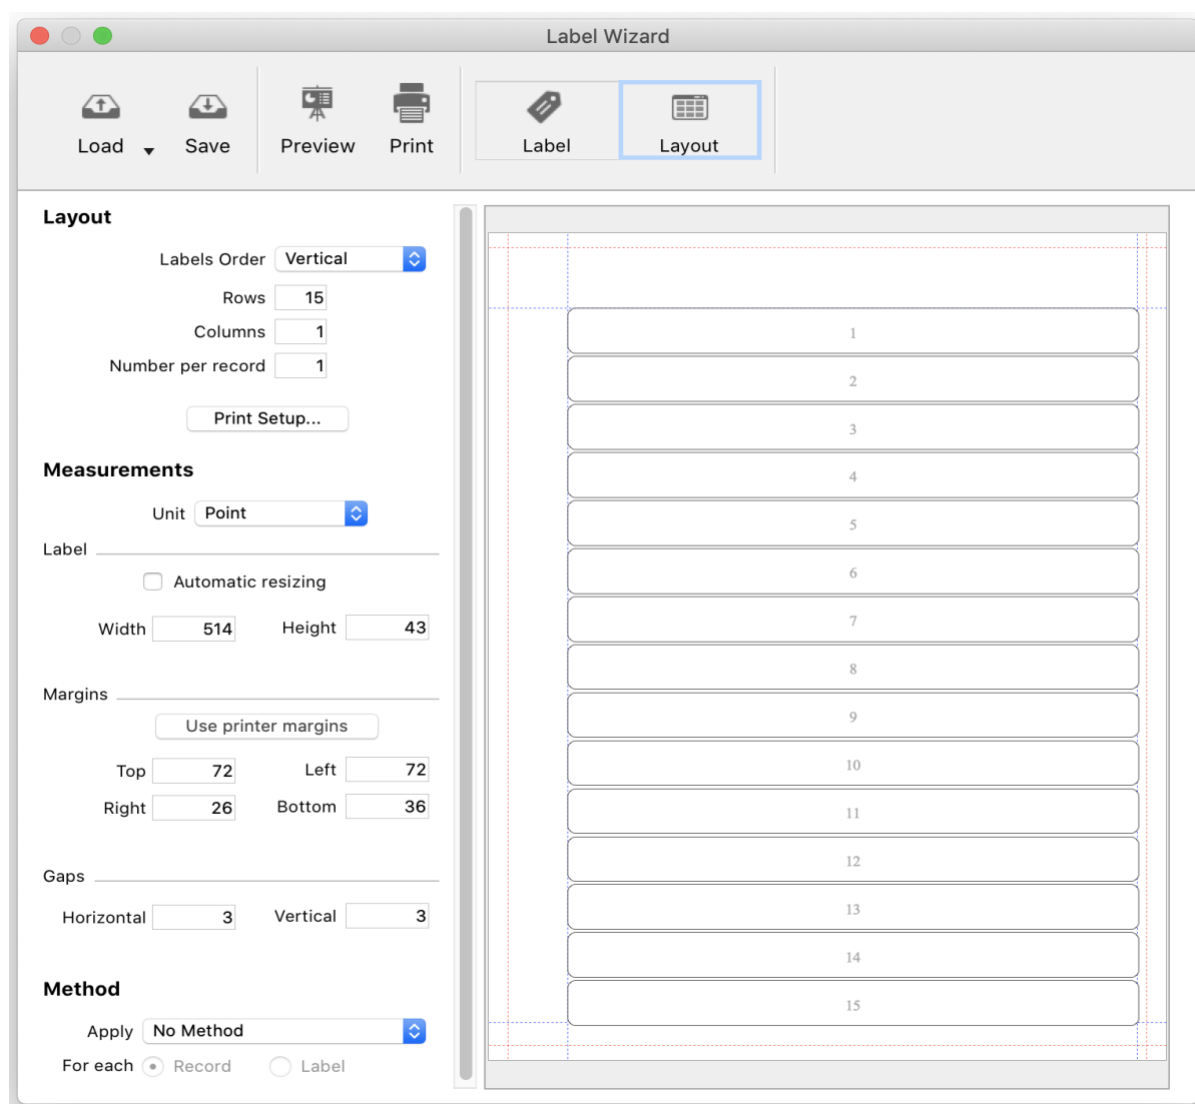 Label Wizard
Load Save Preview Print Label Layout
Layout
Labels Order Vertical
Rows 15
Columns 1
Number per record 1
Print Setup...
Measurements
Unit Point
Label
Automatic resizing
Width 514 Height 43
Margins
Use printer margins
Top 72 Left 72
Right 26 Bottom 36
Gaps
Horizontal 3 Vertical 3
Method
Apply No Method
For each Record Label
1
2
3
4
5
6
7
8
9
10
11
12
13
14
15